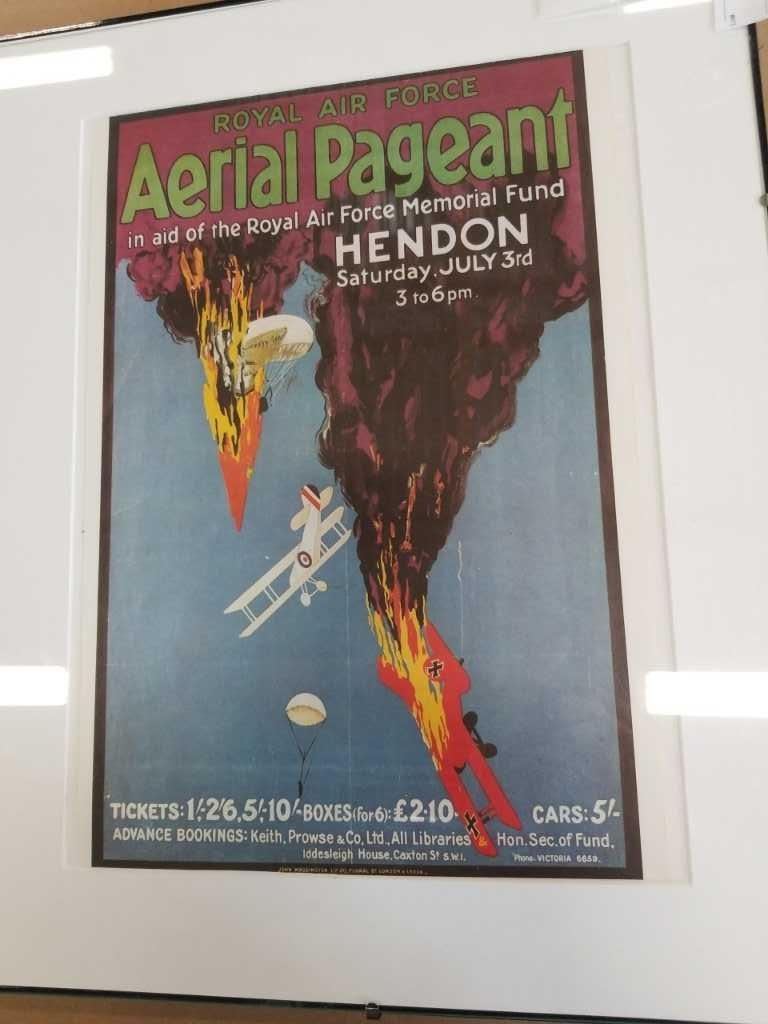 ROYAL AIR FORCE
Aerial Pageant
in aid of the Royal Air Force Memorial Fund
HENDON
Saturday. JULY 3rd
3 to 6 pm.
TICKETS: 1/-2/6, 5/-10/- BOXES (for 6): £2·10· CARS: 5/-
ADVANCE BOOKINGS: Keith, Prowse & Co, Ltd., All Libraries & Hon. Sec. of Fund,
Iddesleigh House, Caxton St S.W.1. Phone- VICTORIA 6659.